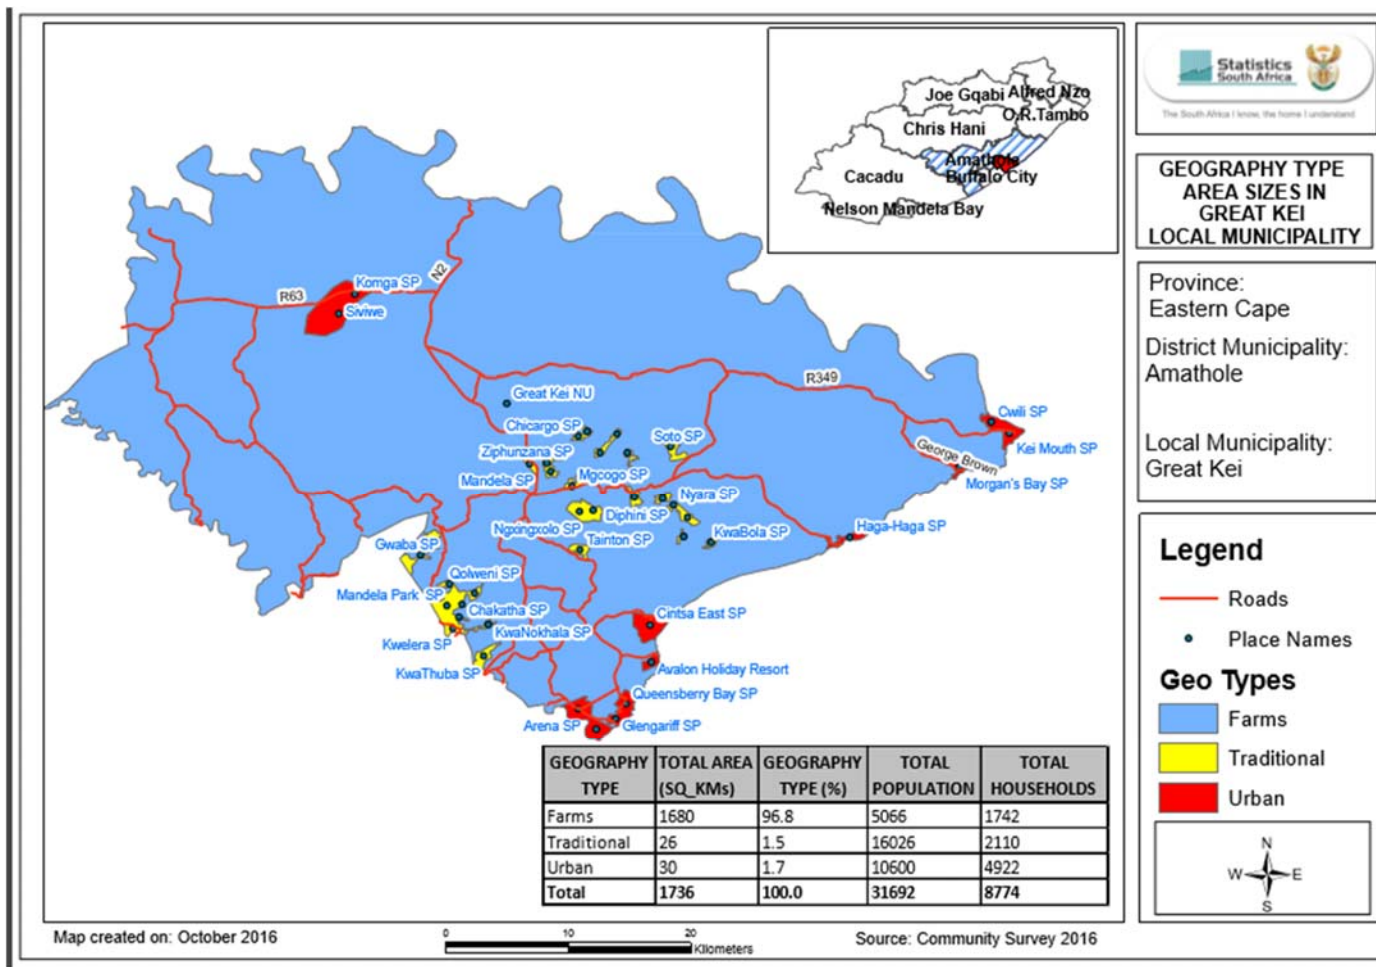 Joe Gqabi
Alfred Nzo
O.R.Tambo
Chris Hani
Amathole
Cacadu
Buffalo City
Nelson Mandela Bay
Statistics
South Africa
The South Africa I know, the home I understand
GEOGRAPHY TYPE
AREA SIZES IN
GREAT KEI
LOCAL MUNICIPALITY
Province:
Eastern Cape
District Municipality:
Amathole
Local Municipality:
Great Kei
Legend
Roads
Place Names
Geo Types
Farms
Traditional
Urban
N
W E
S
N2
Komga SP
R63
Siviwe
R349
Great Kei NU
Cwili SP
Chicargo SP
Soto SP
Kei Mouth SP
Ziphunzana SP
George Brown
Mandela SP
Mgcogo SP
Morgan's Bay SP
Nyara SP
Diphini SP
Ngxingxolo SP
KwaBola SP
Haga-Haga SP
Tainton SP
Gwaba SP
Qolweni SP
Mandela Park SP
Chakatha SP
Cintsa East SP
KwaNokhala SP
Kwelera SP
KwaThuba SP
Avalon Holiday Resort
Queensberry Bay SP
Arena SP
Glengariff SP
GEOGRAPHY TOTAL AREA GEOGRAPHY TOTAL TOTAL
TYPE (SQ_KMs) TYPE (%) POPULATION HOUSEHOLDS
Farms 1680 96.8 5066 1742
Traditional 26 1.5 16026 2110
Urban 30 1.7 10600 4922
Total 1736 100.0 31692 8774
Map created on: October 2016
0 10 20
Kilometers
Source: Community Survey 2016